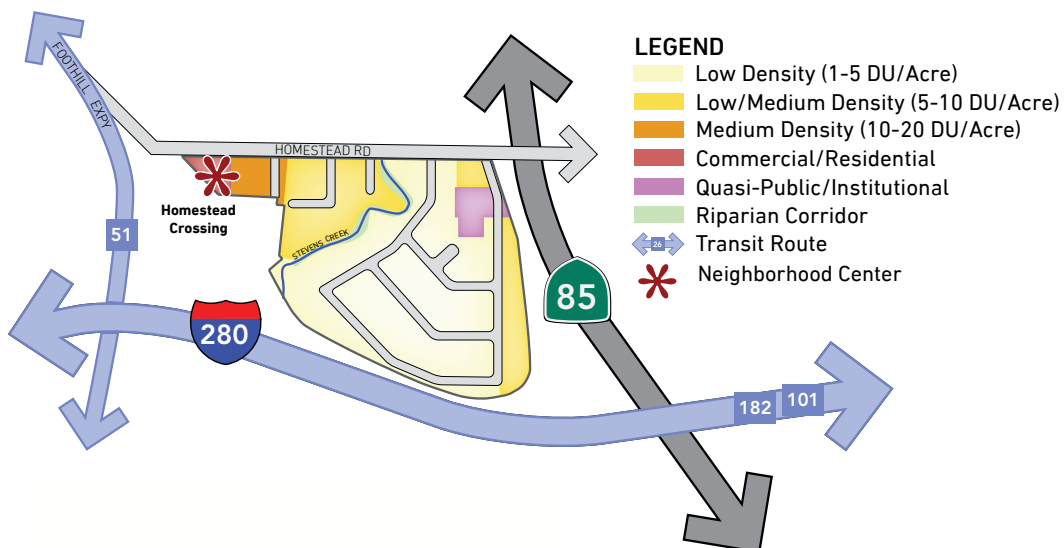 FOOTHILL EXPY
HOMESTEAD RD
Homestead
Crossing
STEVENS CREEK
51
280
85
182
101
LEGEND
Low Density (1-5 DU/Acre)
Low/Medium Density (5-10 DU/Acre)
Medium Density (10-20 DU/Acre)
Commercial/Residential
Quasi-Public/Institutional
Riparian Corridor
26
Transit Route
Neighborhood Center